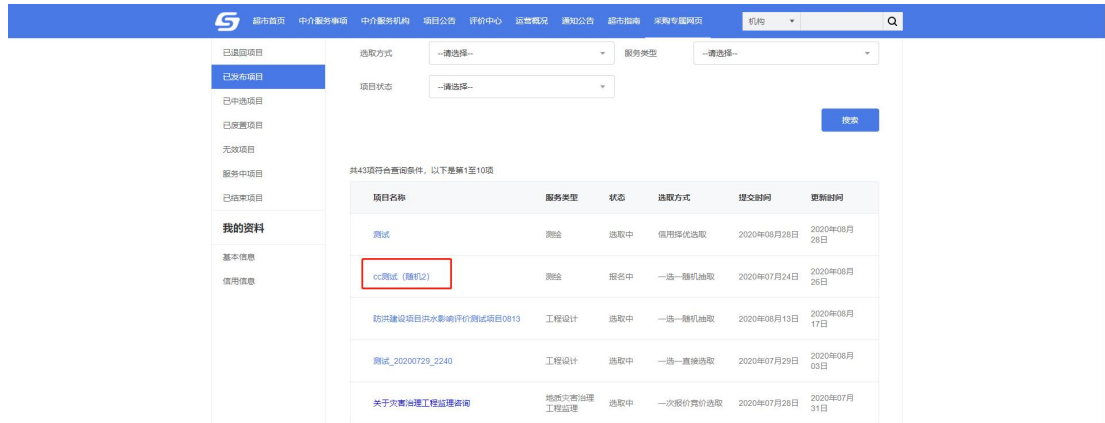 超市首页 中介服务事项 中介服务机构 项目公告 评价中心 运营概况 通知公告 超市指南 采购专属网页 机构
已退回项目 选取方式 --请选择-- 服务类型 --请选择--
已发布项目
项目状态 --请选择--
已中选项目
已废置项目 搜索
无效项目
服务中项目 共43项符合查询条件，以下是第1至10项
已结束项目 项目名称 服务类型 状态 选取方式 提交时间 更新时间
我的资料 测试 测绘 选取中 信用择优选取 2020年08月28日 2020年08月
28日
基本信息
信用信息 cc测试（随机2） 测绘 报名中 一选一随机抽取 2020年07月24日 2020年08月
26日
防洪建设项目洪水影响评价测试项目0813 工程设计 选取中 一选一随机抽取 2020年08月13日 2020年08月
17日
测试_20200729_2240 工程设计 选取中 一选一直接选取 2020年07月29日 2020年08月
03日
关于灾害治理工程监理咨询 地质灾害治理 选取中 一次报价竞价选取 2020年07月28日 2020年07月
工程监理 31日